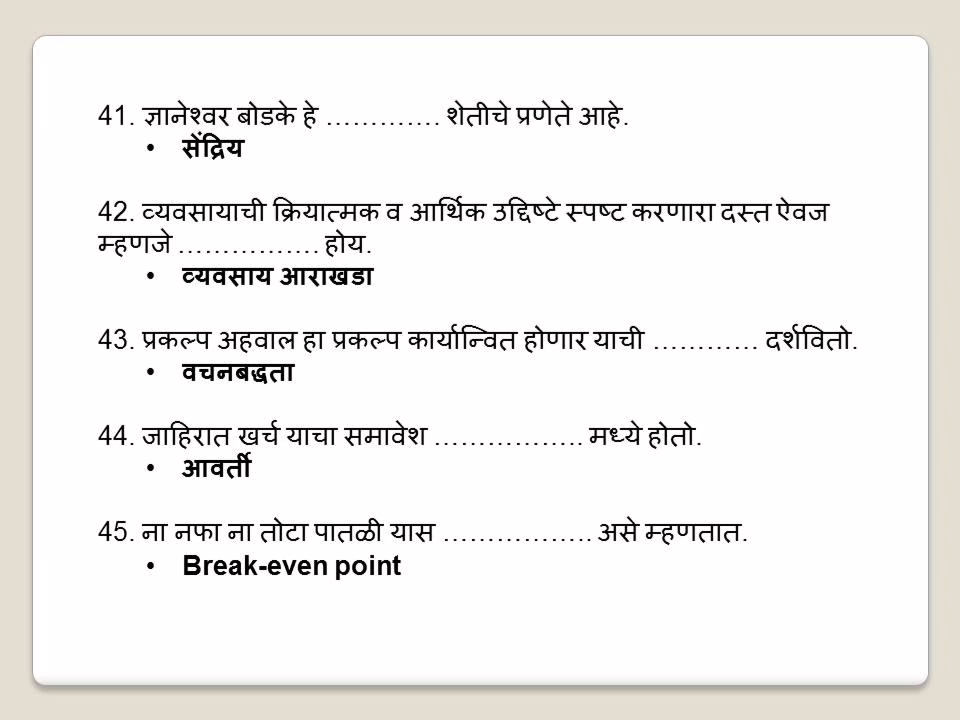 41. ज्ञानेश्वर बोडके हे …………. शेतीचे प्रणेते आहे.
• सेंद्रिय
42. व्यवसायाची क्रियात्मक व आर्थिक उद्दिष्टे स्पष्ट करणारा दस्त ऐवज
म्हणजे ……………. होय.
• व्यवसाय आराखडा
43. प्रकल्प अहवाल हा प्रकल्प कार्यान्वित होणार याची ………… दर्शवितो.
• वचनबद्धता
44. जाहिरात खर्च याचा समावेश …………….. मध्ये होतो.
• आवर्ती
45. ना नफा ना तोटा पातळी यास …………….. असे म्हणतात.
• Break-even point